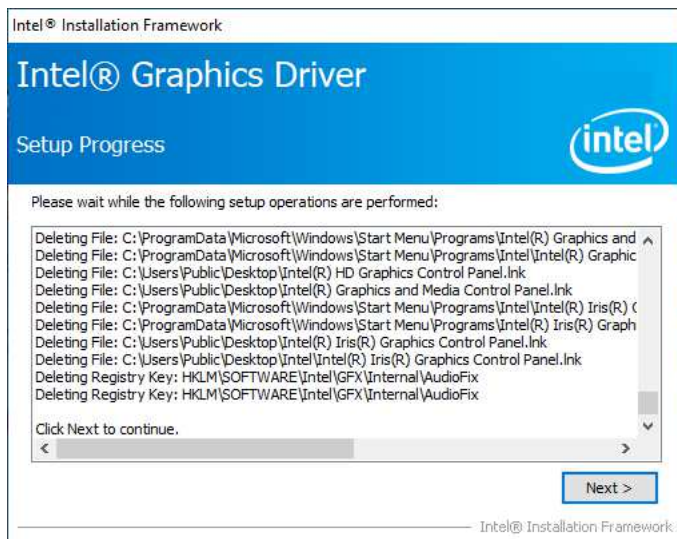 Intel® Installation Framework
Intel® Graphics Driver
Setup Progress
intel
Please wait while the following setup operations are performed:
Deleting File: C:\ProgramData\Microsoft\Windows\Start Menu\Programs\Intel(R) Graphics and
Deleting File: C:\ProgramData\Microsoft\Windows\Start Menu\Programs\Intel\Intel(R) Graphic
Deleting File: C:\Users\Public\Desktop\Intel(R) HD Graphics Control Panel.lnk
Deleting File: C:\Users\Public\Desktop\Intel(R) Graphics and Media Control Panel.lnk
Deleting File: C:\ProgramData\Microsoft\Windows\Start Menu\Programs\Intel\Intel(R) Iris(R) G
Deleting File: C:\ProgramData\Microsoft\Windows\Start Menu\Programs\Intel(R) Iris(R) Graph
Deleting File: C:\Users\Public\Desktop\Intel(R) Iris(R) Graphics Control Panel.lnk
Deleting File: C:\Users\Public\Desktop\Intel\Intel(R) Iris(R) Graphics Control Panel.lnk
Deleting Registry Key: HKLM\SOFTWARE\Intel\GFX\Internal\AudioFix
Deleting Registry Key: HKLM\SOFTWARE\Intel\GFX\Internal\AudioFix
Click Next to continue.
Next >
Intel® Installation Framework